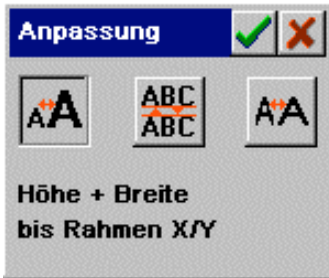 Anpassung
AA
ABC
ABC
AA
Höhe + Breite
bis Rahmen X/Y